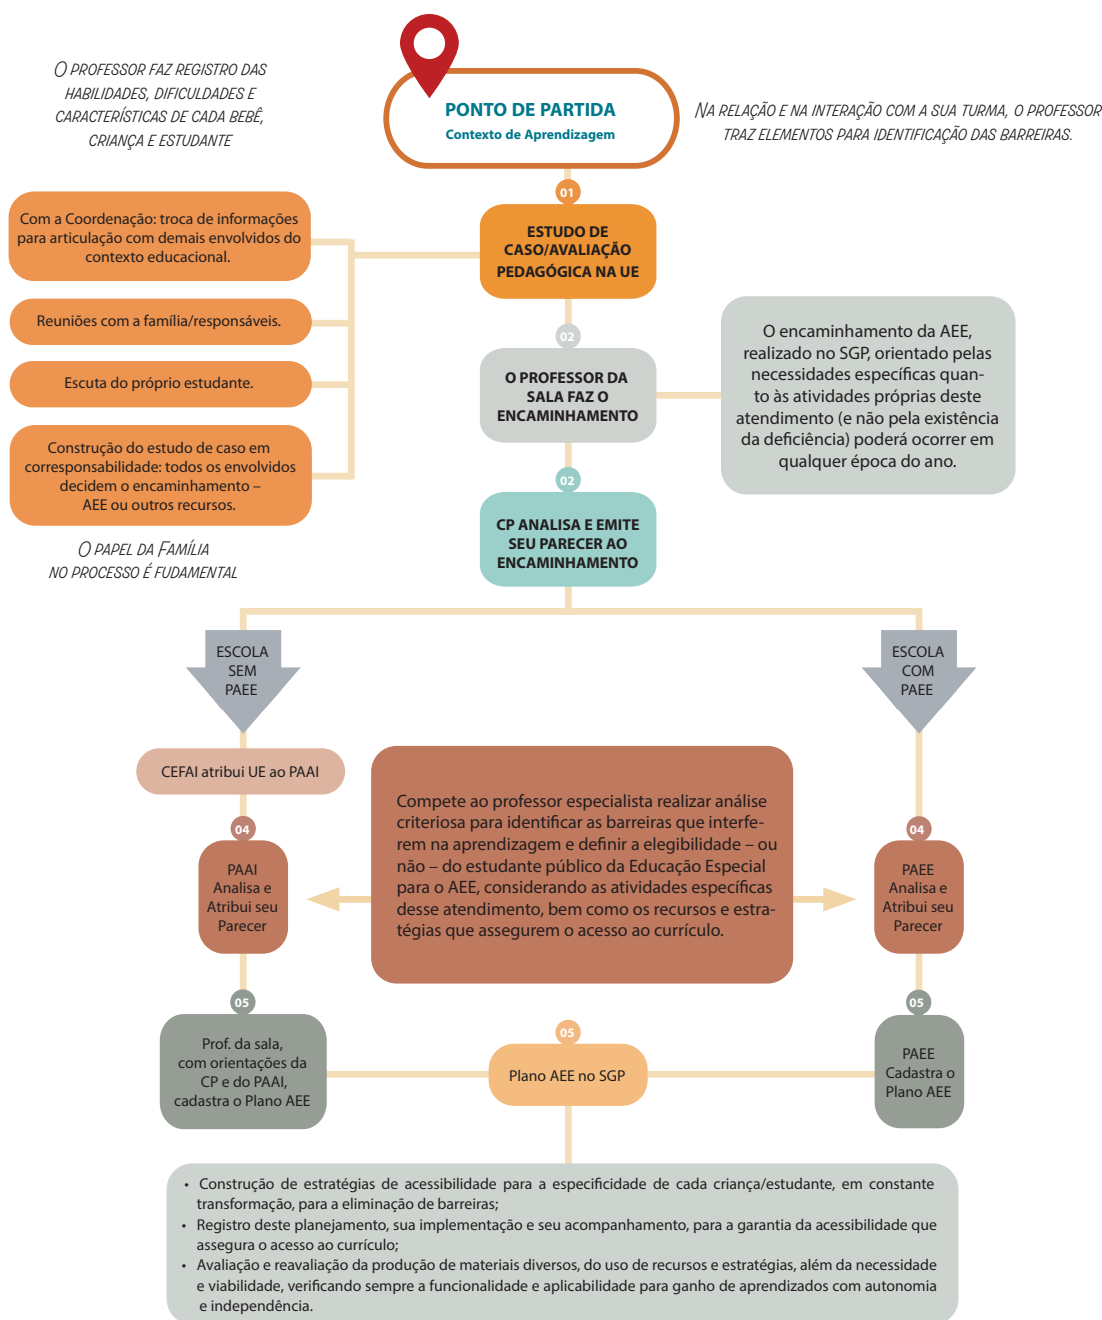 O PROFESSOR FAZ REGISTRO DAS
HABILIDADES, DIFICULDADES E
CARACTERÍSTICAS DE CADA BEBÊ,
CRIANÇA E ESTUDANTE
PONTO DE PARTIDA
Contexto de Aprendizagem
NA RELAÇÃO E NA INTERAÇÃO COM A SUA TURMA, O PROFESSOR
TRAZ ELEMENTOS PARA IDENTIFICAÇÃO DAS BARREIRAS.
01
ESTUDO DE
CASO/AVALIAÇÃO
PEDAGÓGICA NA UE
Com a Coordenação: troca de informações
para articulação com demais envolvidos do
contexto educacional.
Reuniões com a família/responsáveis.
Escuta do próprio estudante.
Construção do estudo de caso em
corresponsabilidade: todos os envolvidos
decidem o encaminhamento –
AEE ou outros recursos.
O PAPEL DA FAMÍLIA
NO PROCESSO É FUDAMENTAL
02
O PROFESSOR DA
SALA FAZ O
ENCAMINHAMENTO
O encaminhamento da AEE,
realizado no SGP, orientado pelas
necessidades específicas quan-
to às atividades próprias deste
atendimento (e não pela existência
da deficiência) poderá ocorrer em
qualquer época do ano.
02
CP ANALISA E EMITE
SEU PARECER AO
ENCAMINHAMENTO
ESCOLA
SEM
PAEE
ESCOLA
COM
PAEE
CEFAI atribui UE ao PAAI
04
PAAI
Analisa e
Atribui seu
Parecer
Compete ao professor especialista realizar análise
criteriosa para identificar as barreiras que interfe-
rem na aprendizagem e definir a elegibilidade – ou
não – do estudante público da Educação Especial
para o AEE, considerando as atividades específicas
desse atendimento, bem como os recursos e estra-
tégias que assegurem o acesso ao currículo.
04
PAEE
Analisa e
Atribui seu
Parecer
05
Prof. da sala,
com orientações da
CP e do PAAI,
cadastra o Plano AEE
05
Plano AEE no SGP
05
PAEE
Cadastra o
Plano AEE
• Construção de estratégias de acessibilidade para a especificidade de cada criança/estudante, em constante
transformação, para a eliminação de barreiras;
• Registro deste planejamento, sua implementação e seu acompanhamento, para a garantia da acessibilidade que
assegura o acesso ao currículo;
• Avaliação e reavaliação da produção de materiais diversos, do uso de recursos e estratégias, além da necessidade
e viabilidade, verificando sempre a funcionalidade e aplicabilidade para ganho de aprendizados com autonomia
e independência.